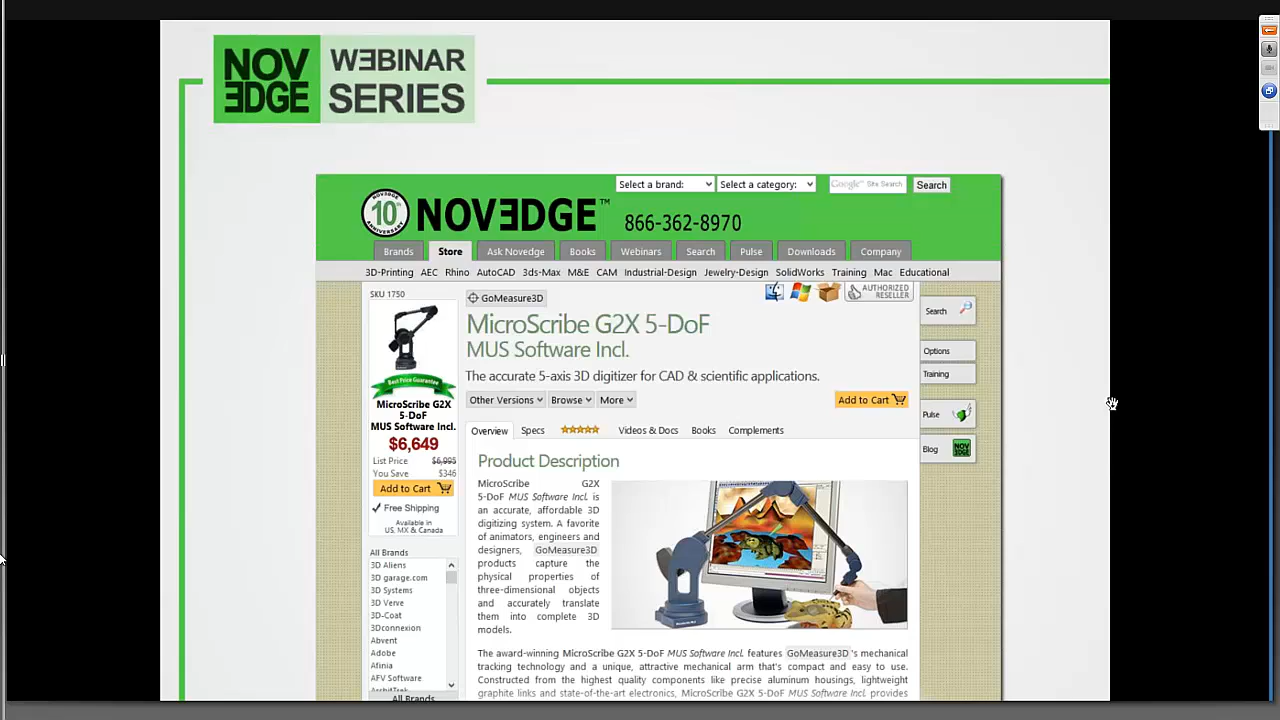 NOV
EDGE
WEBINAR
SERIES
NOVEDGE
10th
ANNIVERSARY
NOVEDGE™
866-362-8970
Select a brand:
Select a category:
Google™ Site Search
Search
Brands
Store
Ask Novedge
Books
Webinars
Search
Pulse
Downloads
Company
3D-Printing AEC Rhino AutoCAD 3ds-Max M&E CAM Industrial-Design Jewelry-Design SolidWorks Training Mac Educational
SKU 1750
Best Price Guarantee
MicroScribe G2X
5-DoF
MUS Software Incl.
$6,649
List Price $6,995
You Save $346
Add to Cart
Free Shipping
Available in
US, MX & Canada
All Brands
3D Aliens
3D garage.com
3D Systems
3D Verve
3D-Coat
3Dconnexion
Abvent
Adobe
Afinia
AFV Software
All Brands
GoMeasure3D
AUTHORIZED
RESELLER
MicroScribe G2X 5-DoF
MUS Software Incl.
The accurate 5-axis 3D digitizer for CAD & scientific applications.
Other Versions
Browse
More
Add to Cart
Overview
Specs
Videos & Docs
Books
Complements
Product Description
MicroScribe G2X
5-DoF MUS Software Incl. is
an accurate, affordable 3D
digitizing system. A favorite
of animators, engineers and
designers, GoMeasure3D
products capture the
physical properties of
three-dimensional objects
and accurately translate
them into complete 3D
models.
The award-winning MicroScribe G2X 5-DoF MUS Software Incl. features GoMeasure3D 's mechanical
tracking technology and a unique, attractive mechanical arm that's compact and easy to use.
Constructed from the highest quality components like precise aluminum housings, lightweight
graphite links and state-of-the-art electronics, MicroScribe G2X 5-DoF MUS Software Incl. provides
Search
Options
Training
Pulse
Blog
NOV
EDGE